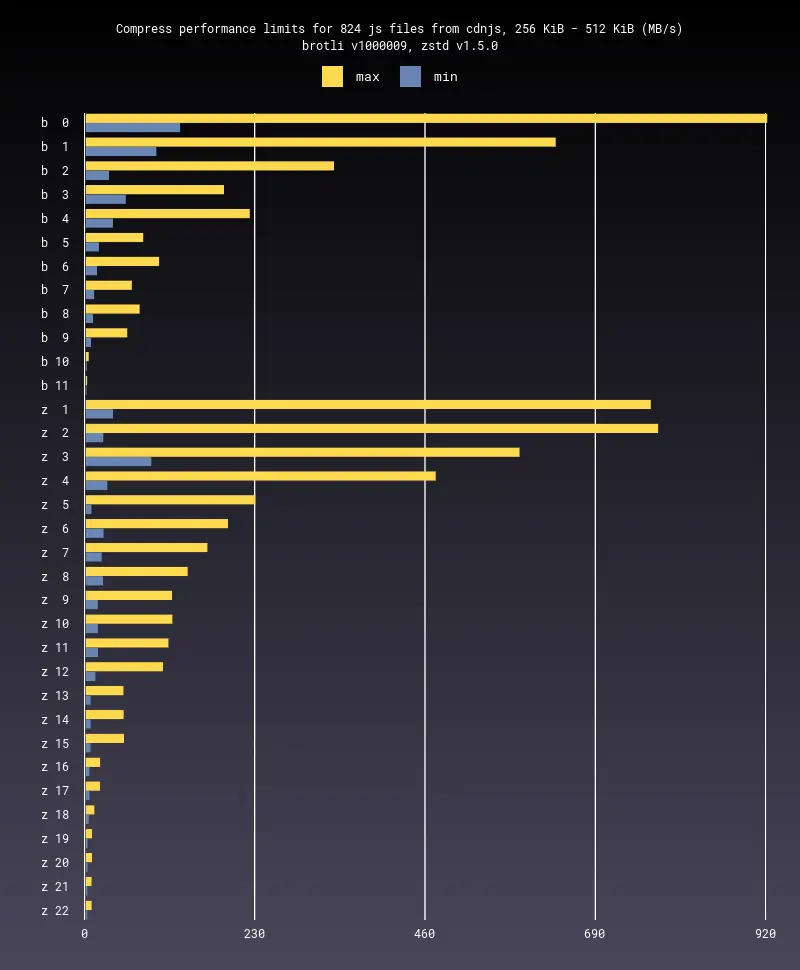 Compress performance limits for 824 js files from cdnjs, 256 KiB - 512 KiB (MB/s)
brotli v1000009, zstd v1.5.0
max min
b 0
b 1
b 2
b 3
b 4
b 5
b 6
b 7
b 8
b 9
b 10
b 11
z 1
z 2
z 3
z 4
z 5
z 6
z 7
z 8
z 9
z 10
z 11
z 12
z 13
z 14
z 15
z 16
z 17
z 18
z 19
z 20
z 21
z 22
0 230 460 690 920